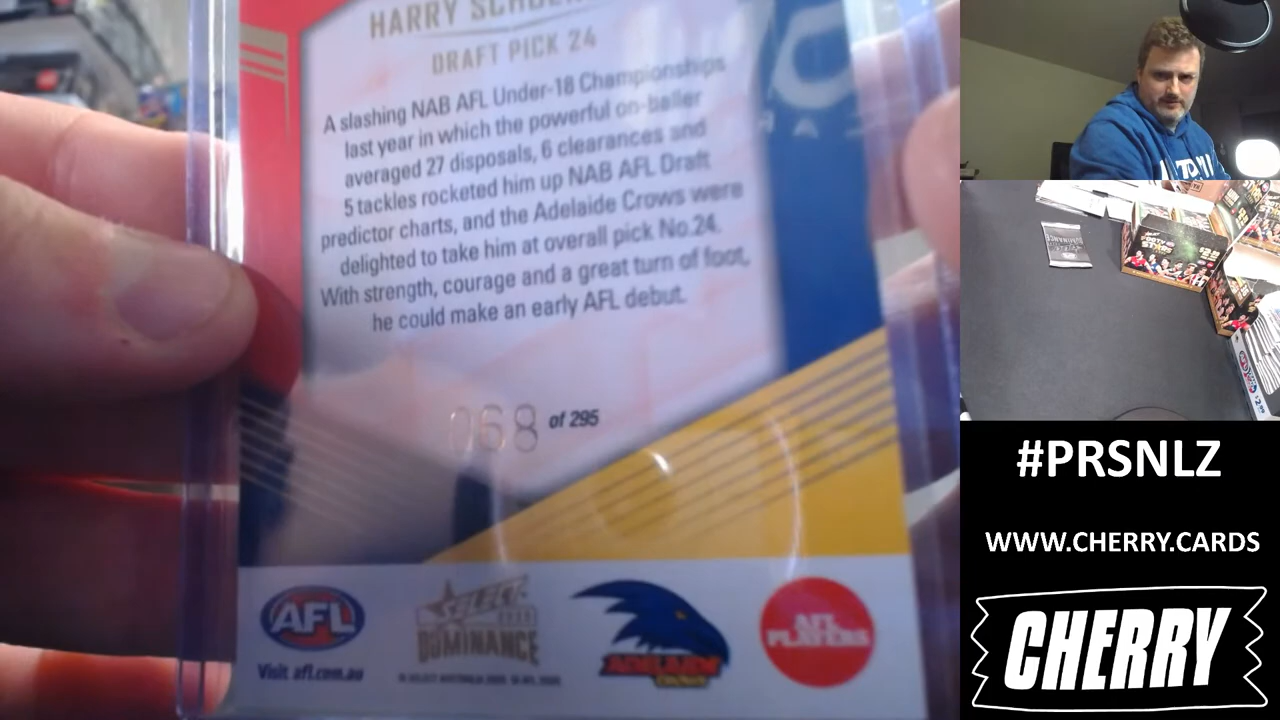 HARRY
DRAFT PICK 24
A slashing NAB AFL Under-18 Championships
last year in which the powerful on-baller
averaged 27 disposals, 6 clearances and
5 tackles rocketed him up NAB AFL Draft
predictor charts, and the Adelaide Crows were
delighted to take him at overall pick No.24.
With strength, courage and a great turn of foot,
he could make an early AFL debut.
068 of 295
AFL
Visit afl.com.au
SELECT
DOMINANCE
ADELAIDE
CROWS
AFL
PLAYERS
#PRSNLZ
WWW.CHERRY.CARDS
CHERRY